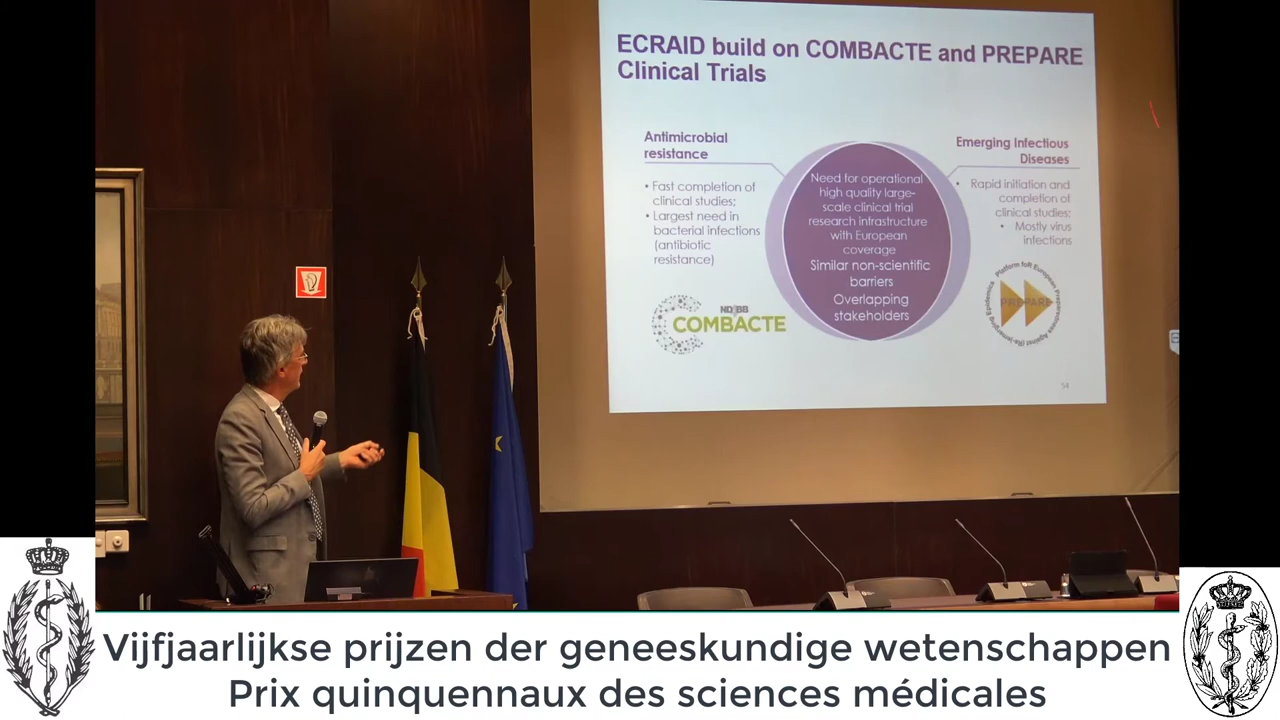 ECRAID build on COMBACTE and PREPARE
Clinical Trials
Antimicrobial
resistance
• Fast completion of
clinical studies;
• Largest need in
bacterial infections
(antibiotic
resistance)
Need for operational
high quality large-
scale clinical trial
research infrastructure
with European
coverage
Similar non-scientific
barriers
Overlapping
stakeholders
Emerging Infectious
Diseases
• Rapid initiation and
completion of
clinical studies;
• Mostly virus
infections
COMBACTE
PREPARE
54
Vijfjaarlijkse prijzen der geneeskundige wetenschappen
Prix quinquennaux des sciences médicales